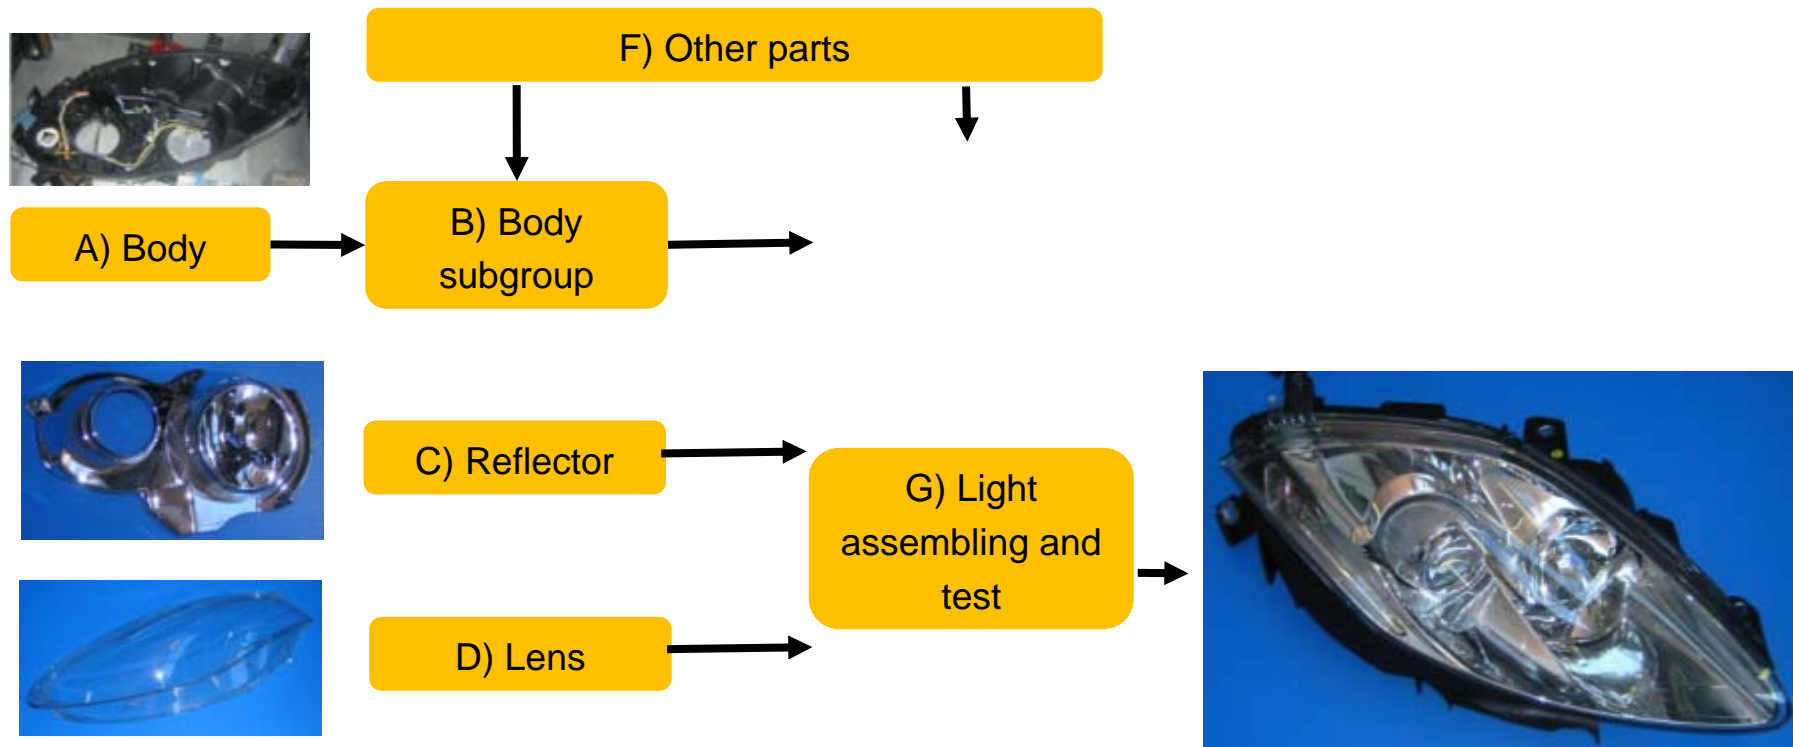 F) Other parts
A) Body
B) Body
subgroup
C) Reflector
G) Light
assembling and
test
D) Lens